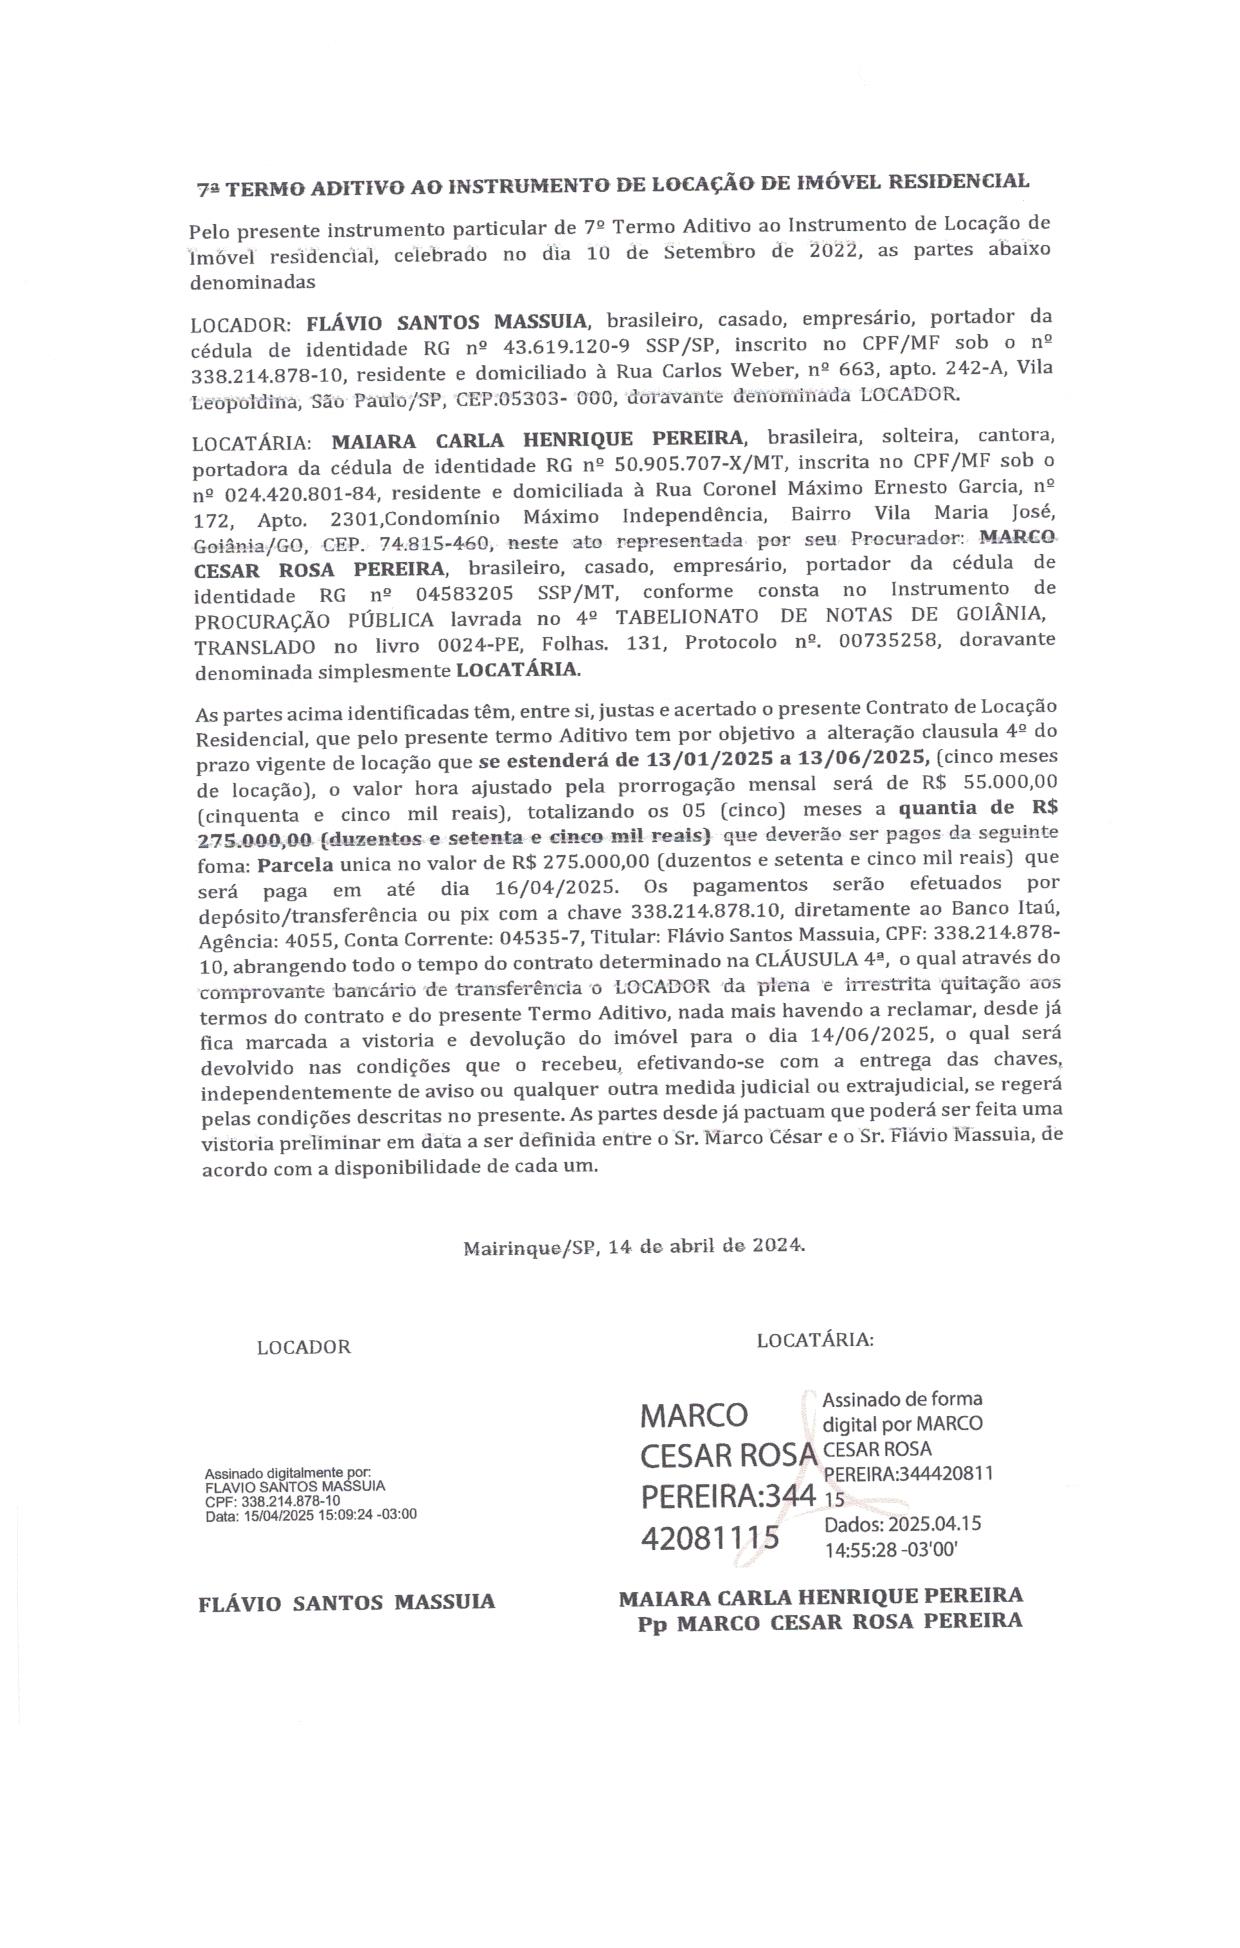 7ª TERMO ADITIVO AO INSTRUMENTO DE LOCAÇÃO DE IMÓVEL RESIDENCIAL
Pelo presente instrumento particular de 7º Termo Aditivo ao Instrumento de Locação de
Imóvel residencial, celebrado no dia 10 de Setembro de 2022, as partes abaixo
denominadas
LOCADOR: FLÁVIO SANTOS MASSUIA, brasileiro, casado, empresário, portador da
cédula de identidade RG nº 43.619.120-9 SSP/SP, inscrito no CPF/MF sob o nº
338.214.878-10, residente e domiciliado à Rua Carlos Weber, nº 663, apto. 242-A, Vila
Leopoldina, São Paulo/SP, CEP.05303- 000, doravante denominada LOCADOR.
LOCATÁRIA: MAIARA CARLA HENRIQUE PEREIRA, brasileira, solteira, cantora,
portadora da cédula de identidade RG nº 50.905.707-X/MT, inscrita no CPF/MF sob o
nº 024.420.801-84, residente e domiciliada à Rua Coronel Máximo Ernesto Garcia, nº
172, Apto. 2301,Condomínio Máximo Independência, Bairro Vila Maria José,
Goiânia/GO, CEP. 74.815-460, neste ato representada por seu Procurador: MARCO
CESAR ROSA PEREIRA, brasileiro, casado, empresário, portador da cédula de
identidade RG nº 04583205 SSP/MT, conforme consta no Instrumento de
PROCURAÇÃO PÚBLICA lavrada no 4º TABELIONATO DE NOTAS DE GOIÂNIA,
TRANSLADO no livro 0024-PE, Folhas. 131, Protocolo nº. 00735258, doravante
denominada simplesmente LOCATÁRIA.
As partes acima identificadas têm, entre si, justas e acertado o presente Contrato de Locação
Residencial, que pelo presente termo Aditivo tem por objetivo a alteração clausula 4º do
prazo vigente de locação que se estenderá de 13/01/2025 a 13/06/2025, (cinco meses
de locação), o valor hora ajustado pela prorrogação mensal será de R$ 55.000,00
(cinquenta e cinco mil reais), totalizando os 05 (cinco) meses a quantia de R$
275.000,00 (duzentos e setenta e cinco mil reais) que deverão ser pagos da seguinte
foma: Parcela unica no valor de R$ 275.000,00 (duzentos e setenta e cinco mil reais) que
será paga em até dia 16/04/2025. Os pagamentos serão efetuados por
depósito/transferência ou pix com a chave 338.214.878.10, diretamente ao Banco Itaú,
Agência: 4055, Conta Corrente: 04535-7, Titular: Flávio Santos Massuia, CPF: 338.214.878-
10, abrangendo todo o tempo do contrato determinado na CLÁUSULA 4ª, o qual através do
comprovante bancário de transferência o LOCADOR da plena e irrestrita quitação aos
termos do contrato e do presente Termo Aditivo, nada mais havendo a reclamar, desde já
fica marcada a vistoria e devolução do imóvel para o dia 14/06/2025, o qual será
devolvido nas condições que o recebeu, efetivando-se com a entrega das chaves,
independentemente de aviso ou qualquer outra medida judicial ou extrajudicial, se regerá
pelas condições descritas no presente. As partes desde já pactuam que poderá ser feita uma
vistoria preliminar em data a ser definida entre o Sr. Marco César e o Sr. Flávio Massuia, de
acordo com a disponibilidade de cada um.
Mairinque/SP, 14 de abril de 2024.
LOCADOR
Assinado digitalmente por:
FLAVIO SANTOS MASSUIA
CPF: 338.214.878-10
Data: 15/04/2025 15:09:24 -03:00
FLÁVIO SANTOS MASSUIA
LOCATÁRIA:
MARCO
CESAR ROSA
PEREIRA:344
42081115
Assinado de forma
digital por MARCO
CESAR ROSA
PEREIRA:344420811
15
Dados: 2025.04.15
14:55:28 -03'00'
MAIARA CARLA HENRIQUE PEREIRA
Pp MARCO CESAR ROSA PEREIRA